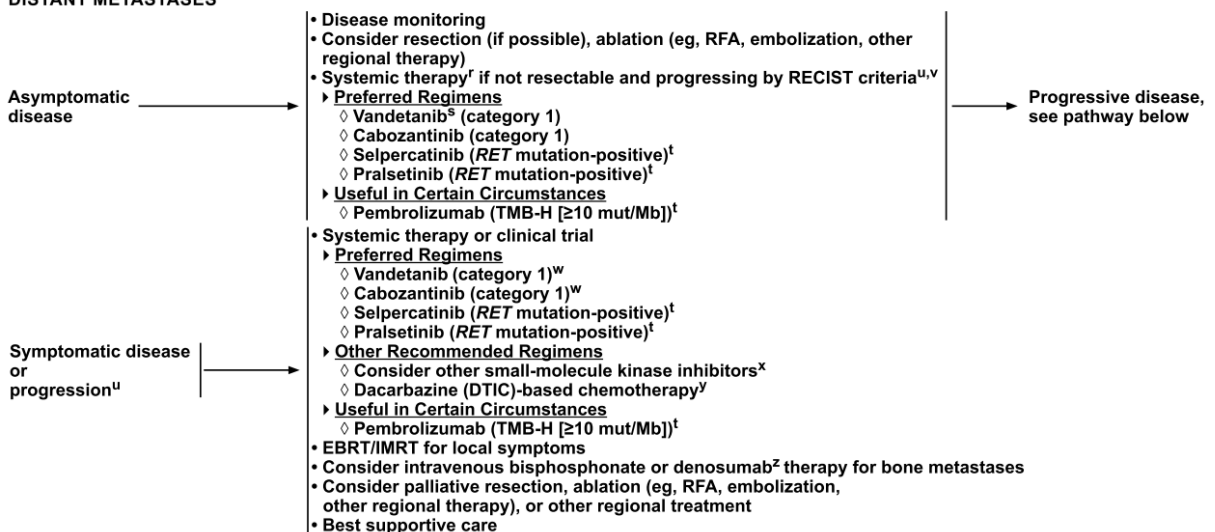 DISTANT METASTASES
• Disease monitoring
• Consider resection (if possible), ablation (eg, RFA, embolization, other
regional therapy)
• Systemic therapyʳ if not resectable and progressing by RECIST criteriaᵘ,ᵛ
▸ Preferred Regimens
◊ Vandetanibˢ (category 1)
◊ Cabozantinib (category 1)
◊ Selpercatinib (RET mutation-positive)ᵗ
◊ Pralsetinib (RET mutation-positive)ᵗ
▸ Useful in Certain Circumstances
◊ Pembrolizumab (TMB-H [≥10 mut/Mb])ᵗ
Asymptomatic
disease
Progressive disease,
see pathway below
Symptomatic disease
or
progressionᵘ
• Systemic therapy or clinical trial
▸ Preferred Regimens
◊ Vandetanib (category 1)ʷ
◊ Cabozantinib (category 1)ʷ
◊ Selpercatinib (RET mutation-positive)ᵗ
◊ Pralsetinib (RET mutation-positive)ᵗ
▸ Other Recommended Regimens
◊ Consider other small-molecule kinase inhibitorsˣ
◊ Dacarbazine (DTIC)-based chemotherapyʸ
▸ Useful in Certain Circumstances
◊ Pembrolizumab (TMB-H [≥10 mut/Mb])ᵗ
• EBRT/IMRT for local symptoms
• Consider intravenous bisphosphonate or denosumabᶻ therapy for bone metastases
• Consider palliative resection, ablation (eg, RFA, embolization,
other regional therapy), or other regional treatment
• Best supportive care